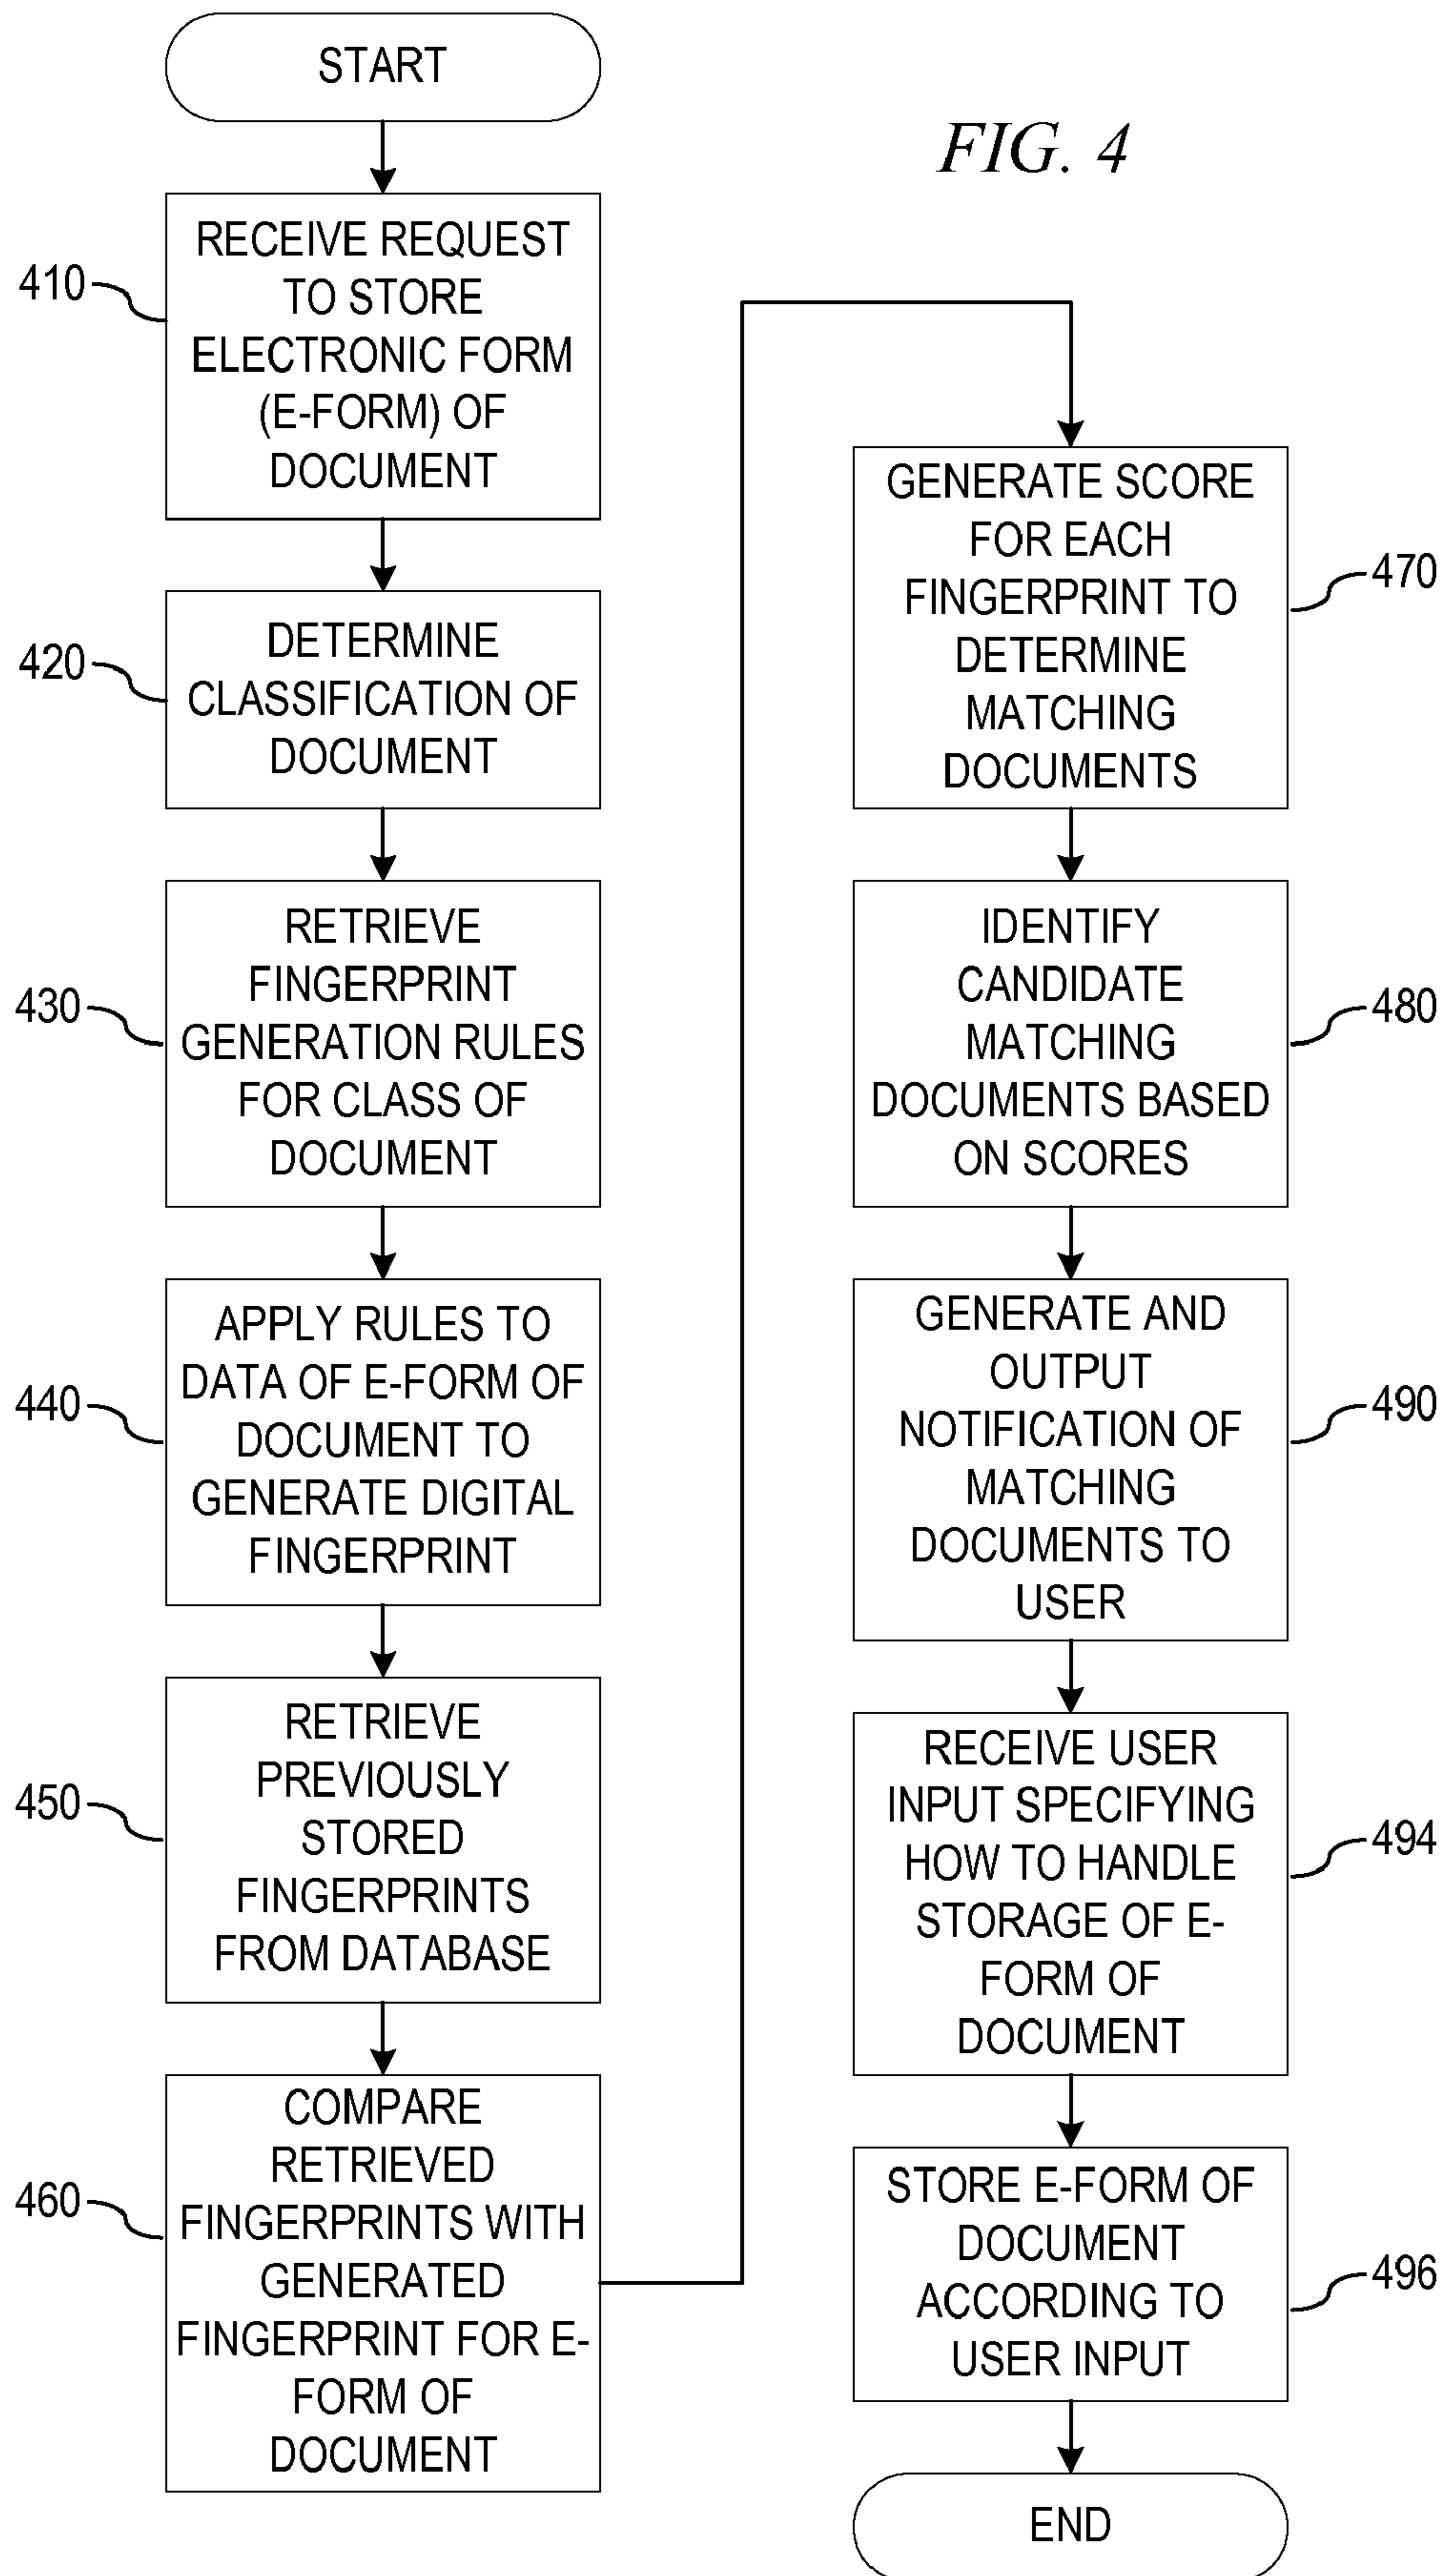 START
FIG. 4
410
RECEIVE REQUEST
TO STORE
ELECTRONIC FORM
(E-FORM) OF
DOCUMENT
420
DETERMINE
CLASSIFICATION OF
DOCUMENT
430
RETRIEVE
FINGERPRINT
GENERATION RULES
FOR CLASS OF
DOCUMENT
440
APPLY RULES TO
DATA OF E-FORM OF
DOCUMENT TO
GENERATE DIGITAL
FINGERPRINT
450
RETRIEVE
PREVIOUSLY
STORED
FINGERPRINTS
FROM DATABASE
460
COMPARE
RETRIEVED
FINGERPRINTS WITH
GENERATED
FINGERPRINT FOR E-
FORM OF
DOCUMENT
GENERATE SCORE
FOR EACH
FINGERPRINT TO
DETERMINE
MATCHING
DOCUMENTS
470
IDENTIFY
CANDIDATE
MATCHING
DOCUMENTS BASED
ON SCORES
480
GENERATE AND
OUTPUT
NOTIFICATION OF
MATCHING
DOCUMENTS TO
USER
490
RECEIVE USER
INPUT SPECIFYING
HOW TO HANDLE
STORAGE OF E-
FORM OF
DOCUMENT
494
STORE E-FORM OF
DOCUMENT
ACCORDING TO
USER INPUT
496
END